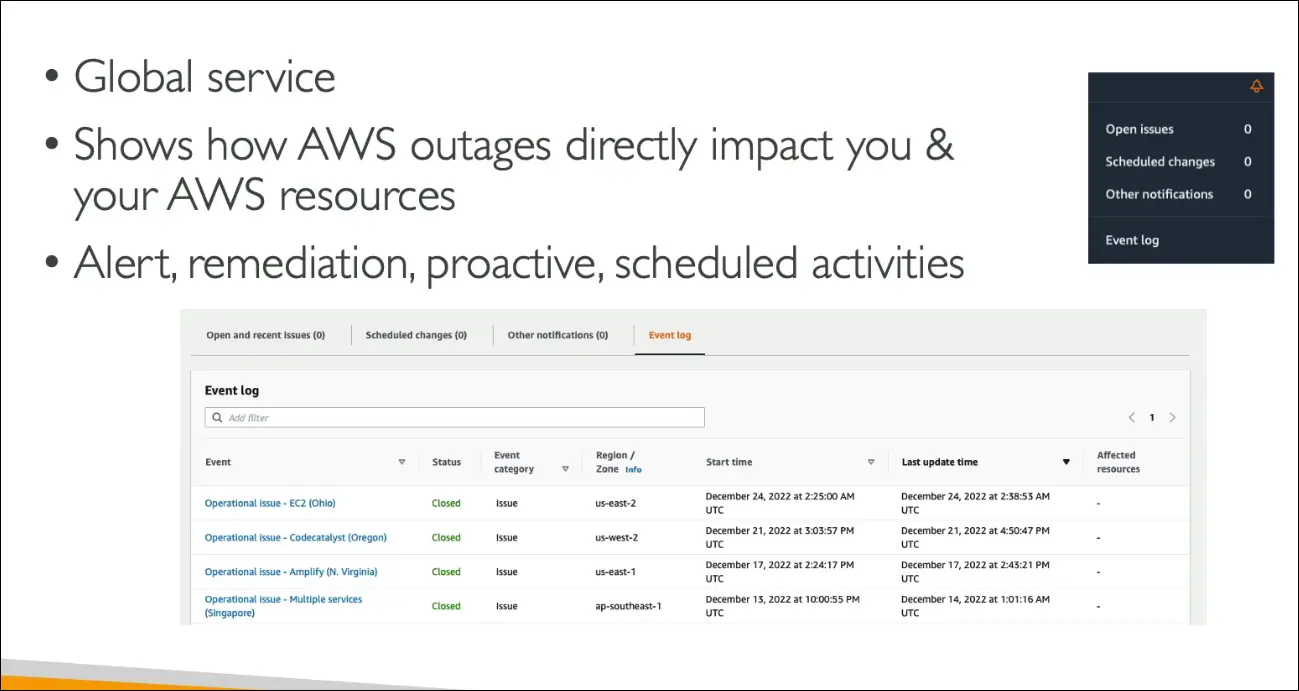 • Global service
• Shows how AWS outages directly impact you &
your AWS resources
• Alert, remediation, proactive, scheduled activities
Open issues 0
Scheduled changes 0
Other notifications 0
Event log
Open and recent issues (0) Scheduled changes (0) Other notifications (0) Event log
Event log
Add filter
1
Event Status Event category Region / Zone Info Start time Last update time Affected resources
Operational issue - EC2 (Ohio) Closed Issue us-east-2 December 24, 2022 at 2:25:00 AM UTC December 24, 2022 at 2:38:53 AM UTC -
Operational issue - Codecatalyst (Oregon) Closed Issue us-west-2 December 21, 2022 at 3:03:57 PM UTC December 21, 2022 at 4:50:47 PM UTC -
Operational issue - Amplify (N. Virginia) Closed Issue us-east-1 December 17, 2022 at 2:24:17 PM UTC December 17, 2022 at 2:43:21 PM UTC -
Operational issue - Multiple services (Singapore) Closed Issue ap-southeast-1 December 13, 2022 at 10:00:55 PM UTC December 14, 2022 at 1:01:16 AM UTC -